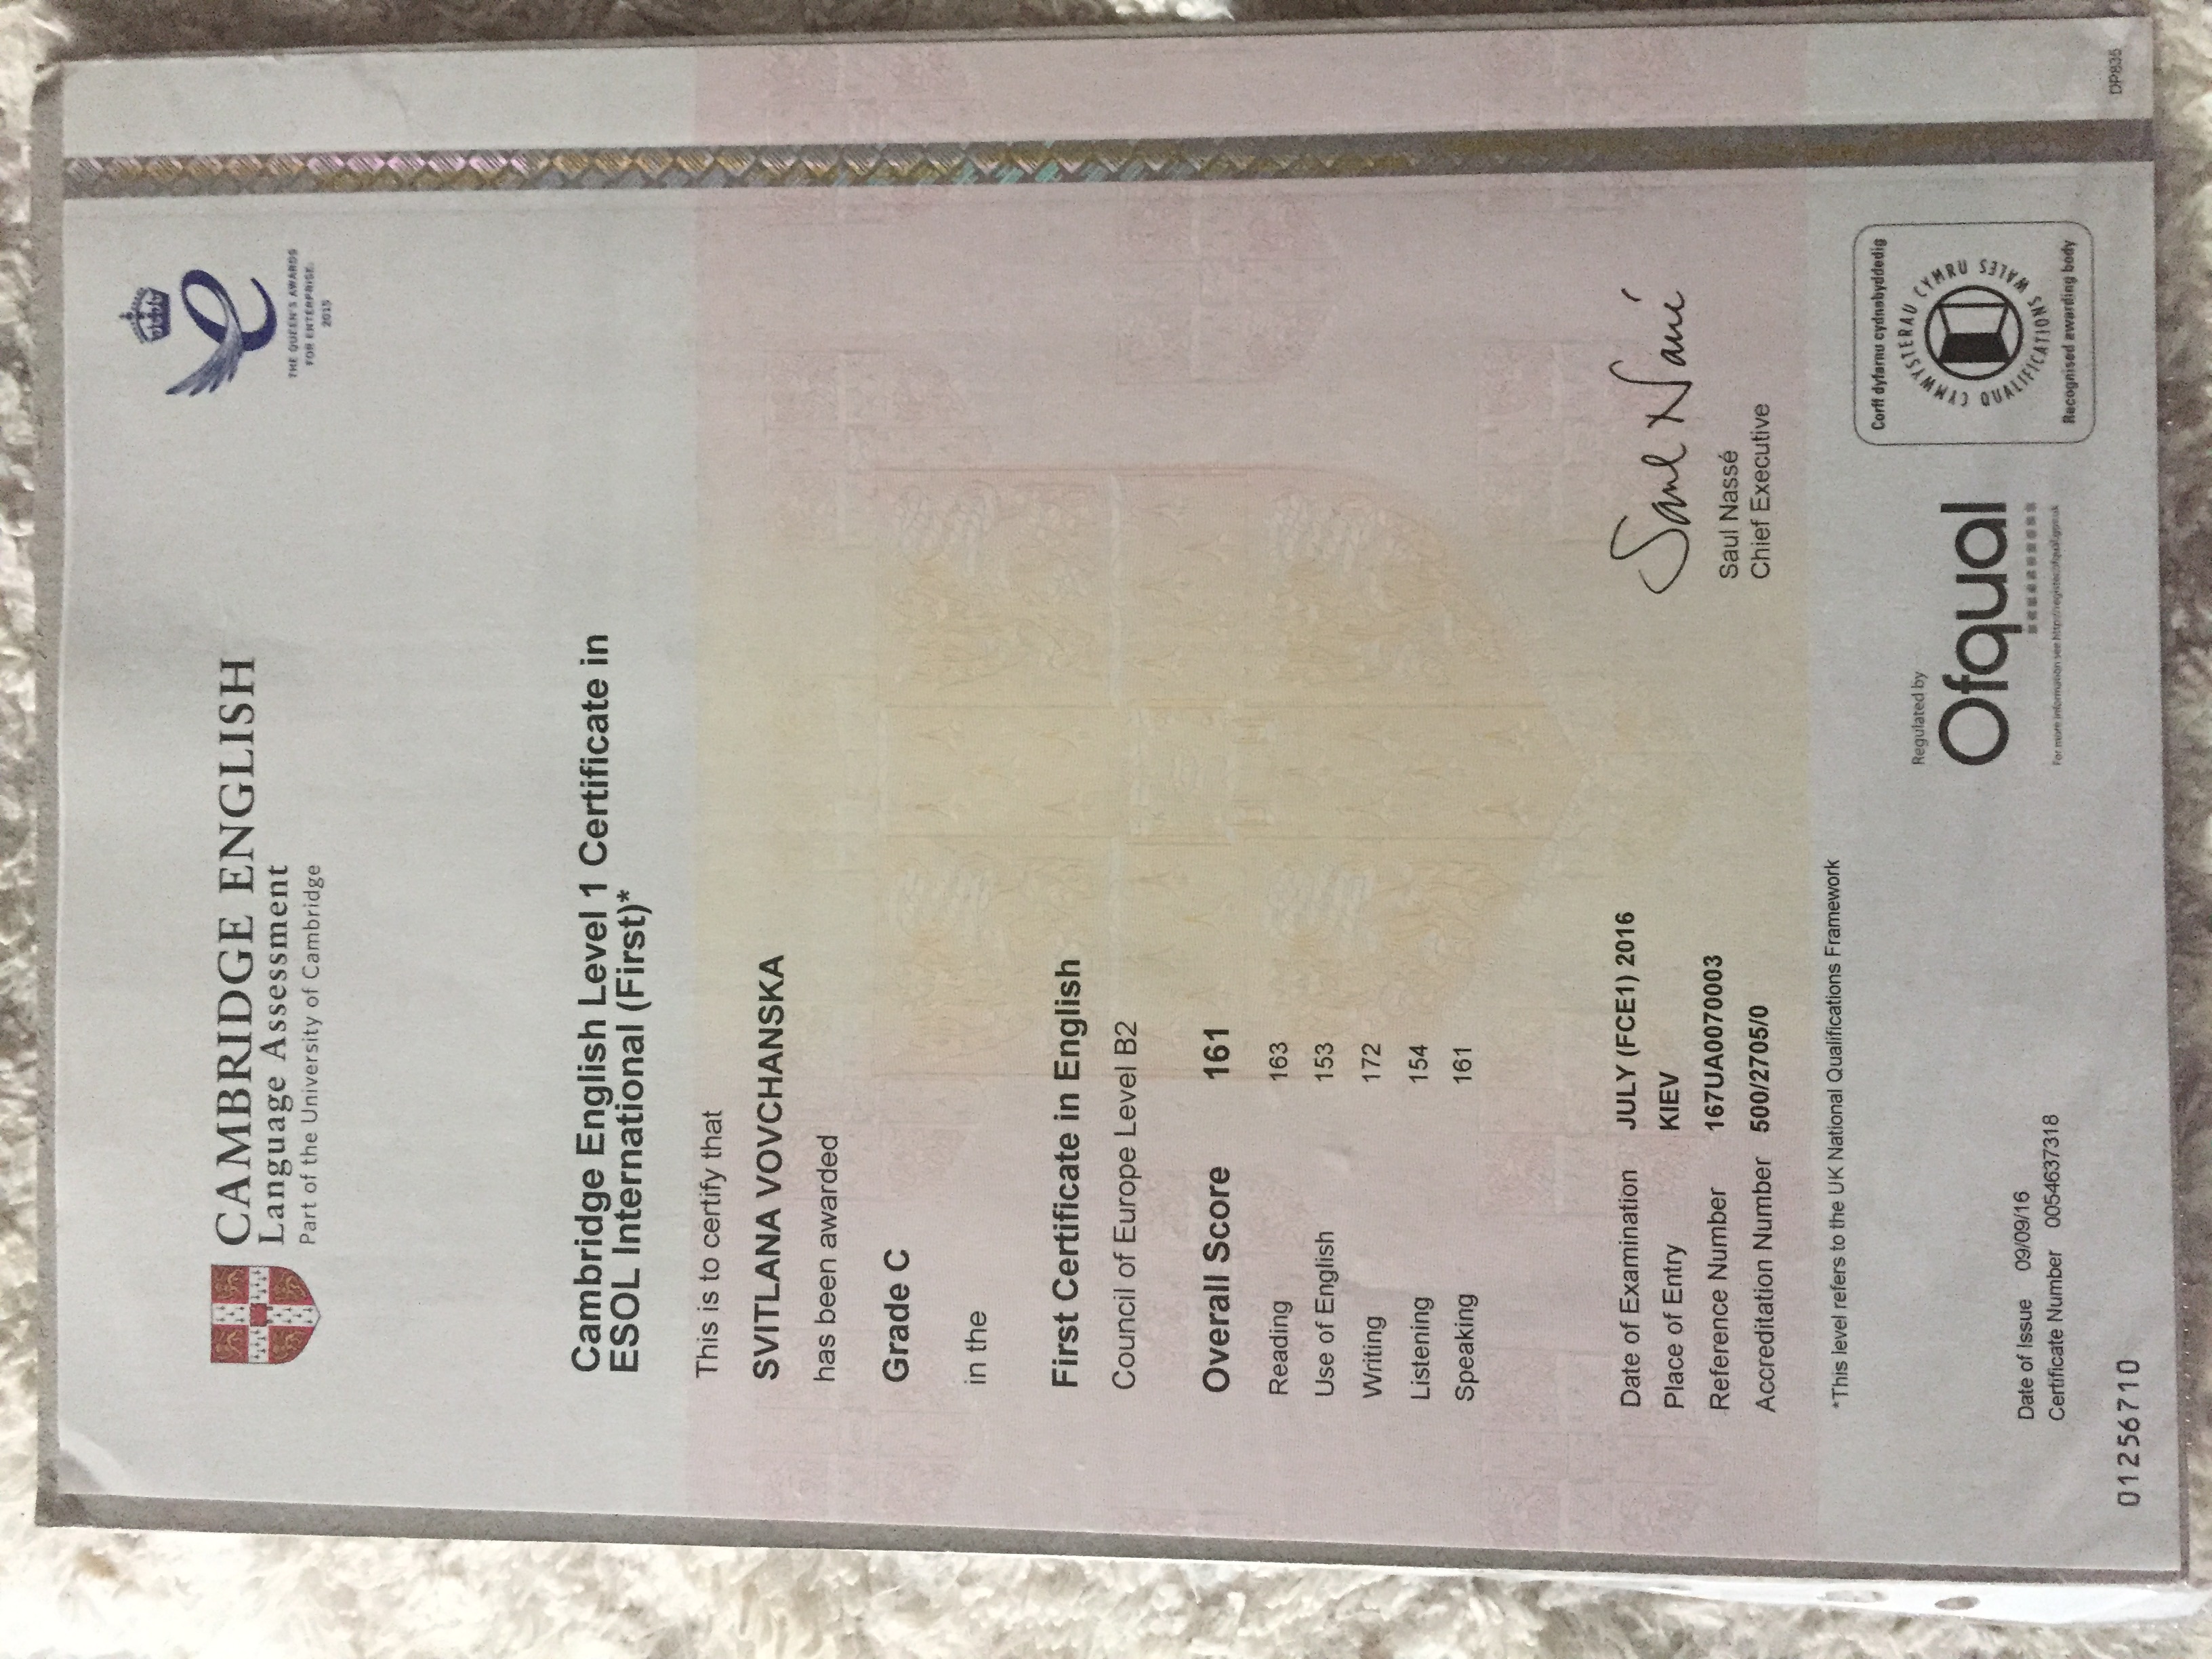 CAMBRIDGE ENGLISH
Language Assessment
Part of the University of Cambridge
THE QUEEN'S AWARDS
FOR ENTERPRISE:
2015
Cambridge English Level 1 Certificate in
ESOL International (First)*
This is to certify that
SVITLANA VOVCHANSKA
has been awarded
Grade C
in the
First Certificate in English
Council of Europe Level B2
Overall Score 161
Reading 163
Use of English 153
Writing 172
Listening 154
Speaking 161
Date of Examination JULY (FCE1) 2016
Place of Entry KIEV
Reference Number 167UA0070003
Accreditation Number 500/2705/0
Saul Nassé
Saul Nassé
Chief Executive
*This level refers to the UK National Qualifications Framework
Date of Issue 09/09/16
Certificate Number 0054637318
Regulated by
Ofqual
For more information see
Corff dyfarnu cydnabyddedig
CYMWYSTERAU CYMRU
QUALIFICATIONS WALES
Recognised awarding body
01256710
DP835